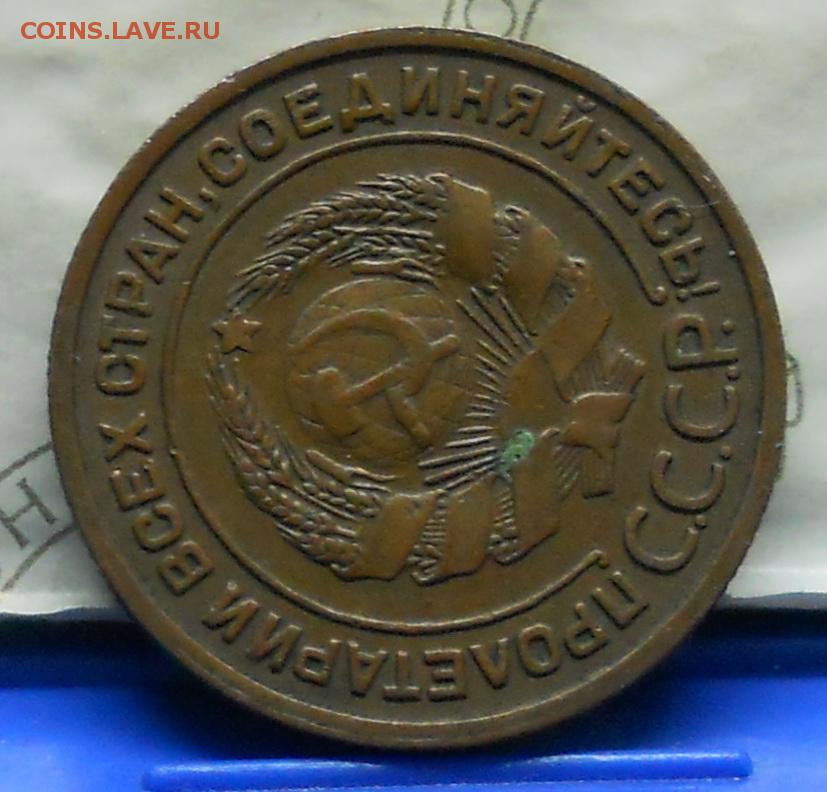 COINS.LAVE.RU
ПРОЛЕТАРИИ ВСЕХ СТРАН, СОЕДИНЯЙТЕСЬ!
С.С.С.Р.